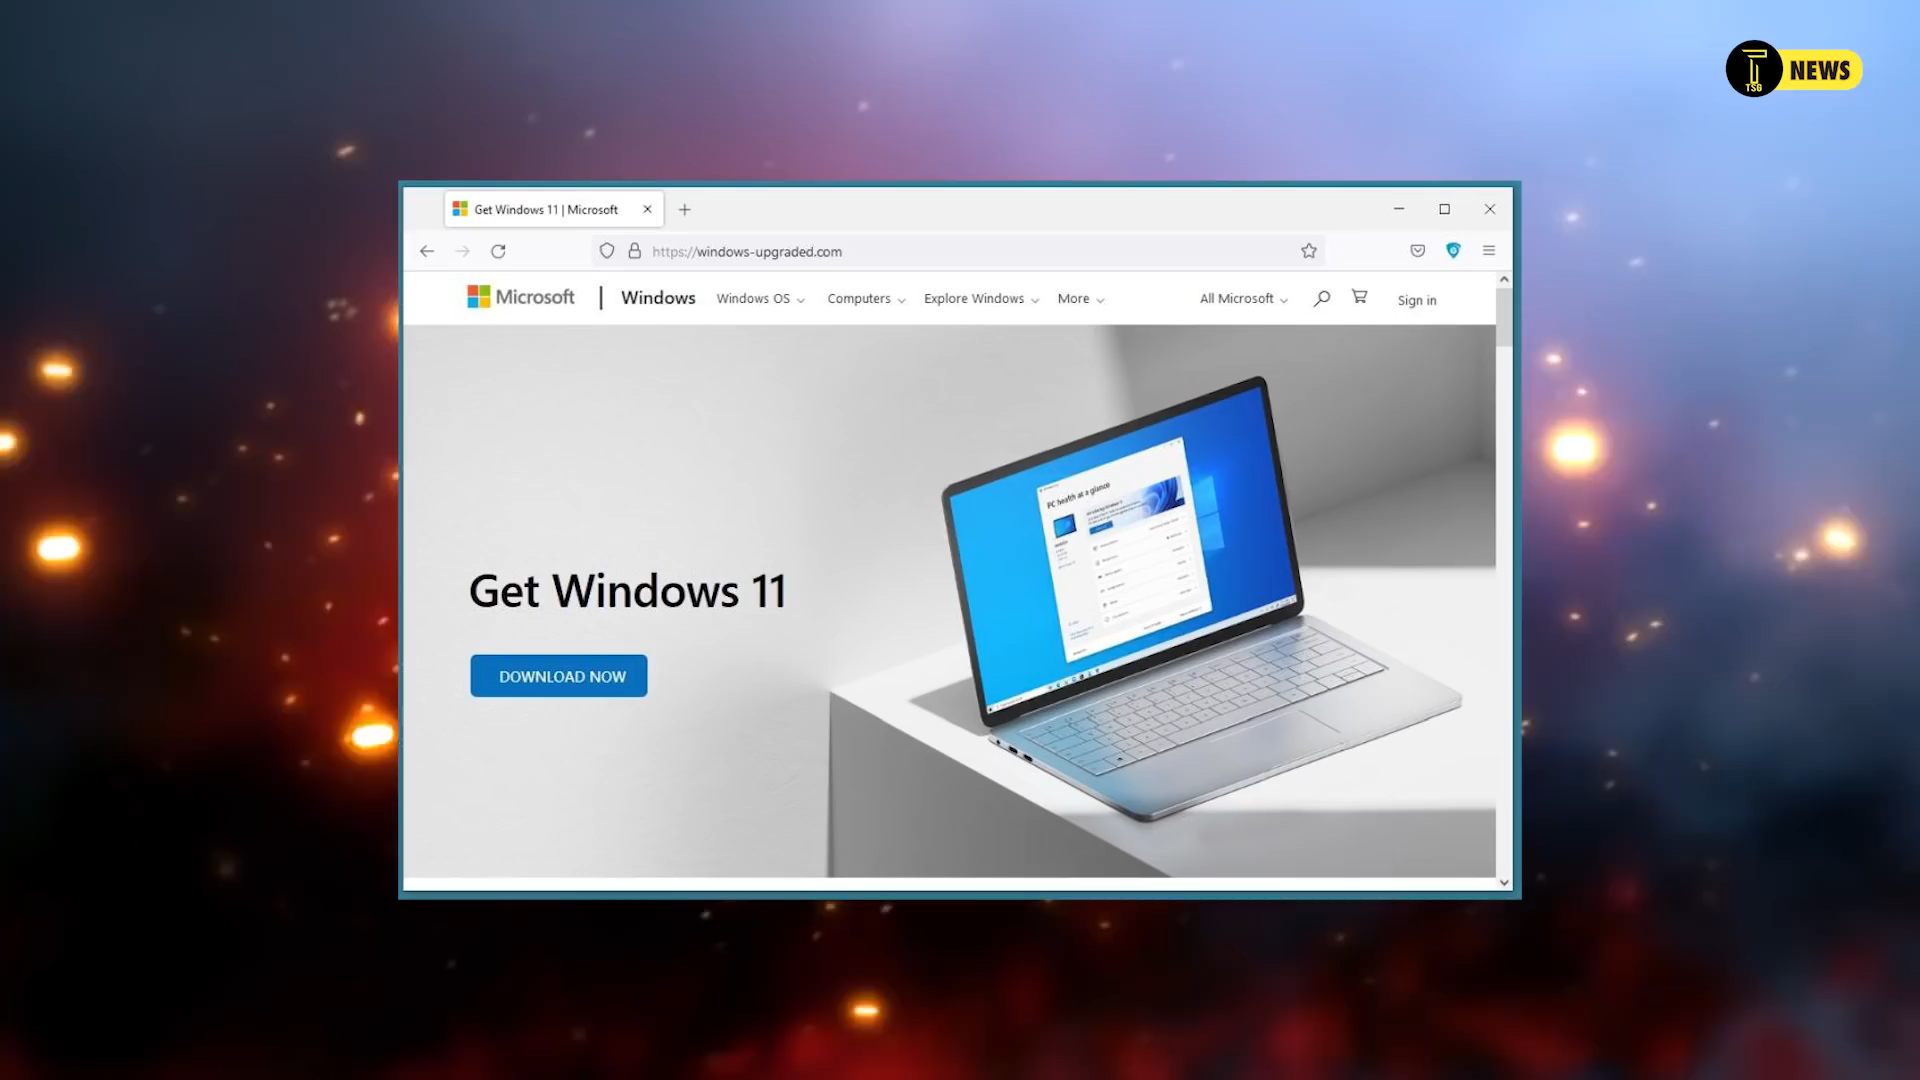 TSG
NEWS
Get Windows 11 | Microsoft
https://windows-upgraded.com
Microsoft | Windows Windows OS Computers Explore Windows More All Microsoft Sign in
PC health at a glance
Get Windows 11
DOWNLOAD NOW